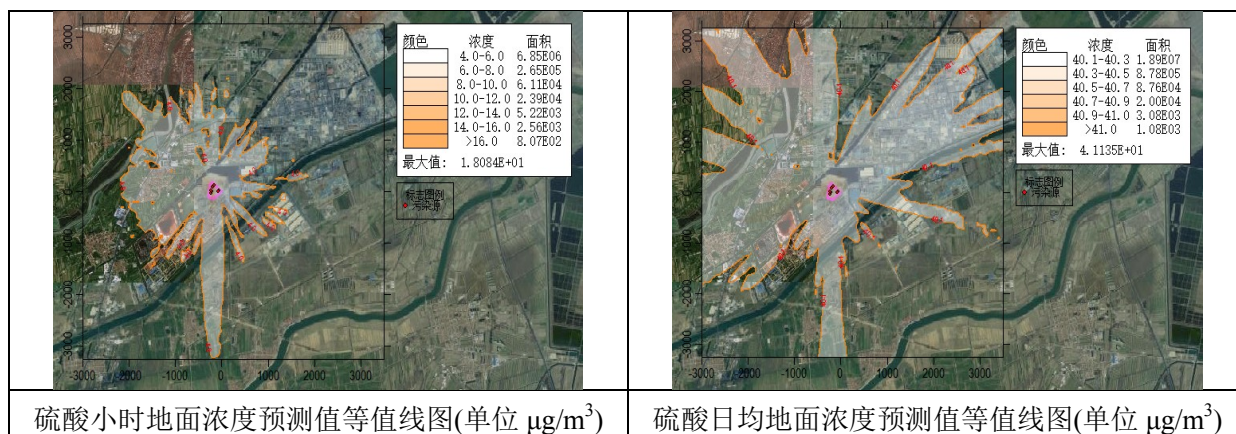 颜色 浓度 面积
4.0-6.0 6.85E06
6.0-8.0 2.65E05
8.0-10.0 6.11E04
10.0-12.0 2.39E04
12.0-14.0 5.22E03
14.0-16.0 2.56E03
>16.0 8.07E02
最大值: 1.8084E+01
标志图例
污染源
3000
2000
1000
0
-1000
-2000
-3000
-3000 -2000 -1000 0 1000 2000 3000
硫酸小时地面浓度预测值等值线图(单位 μg/m³)
颜色 浓度 面积
40.1-40.3 1.89E07
40.3-40.5 8.78E05
40.5-40.7 8.76E04
40.7-40.9 2.00E04
40.9-41.0 3.08E03
>41.0 1.08E03
最大值: 4.1135E+01
标志图例
污染源
3000
2000
1000
0
-1000
-2000
-3000
-3000 -2000 -1000 0 1000 2000 3000
硫酸日均地面浓度预测值等值线图(单位 μg/m³)